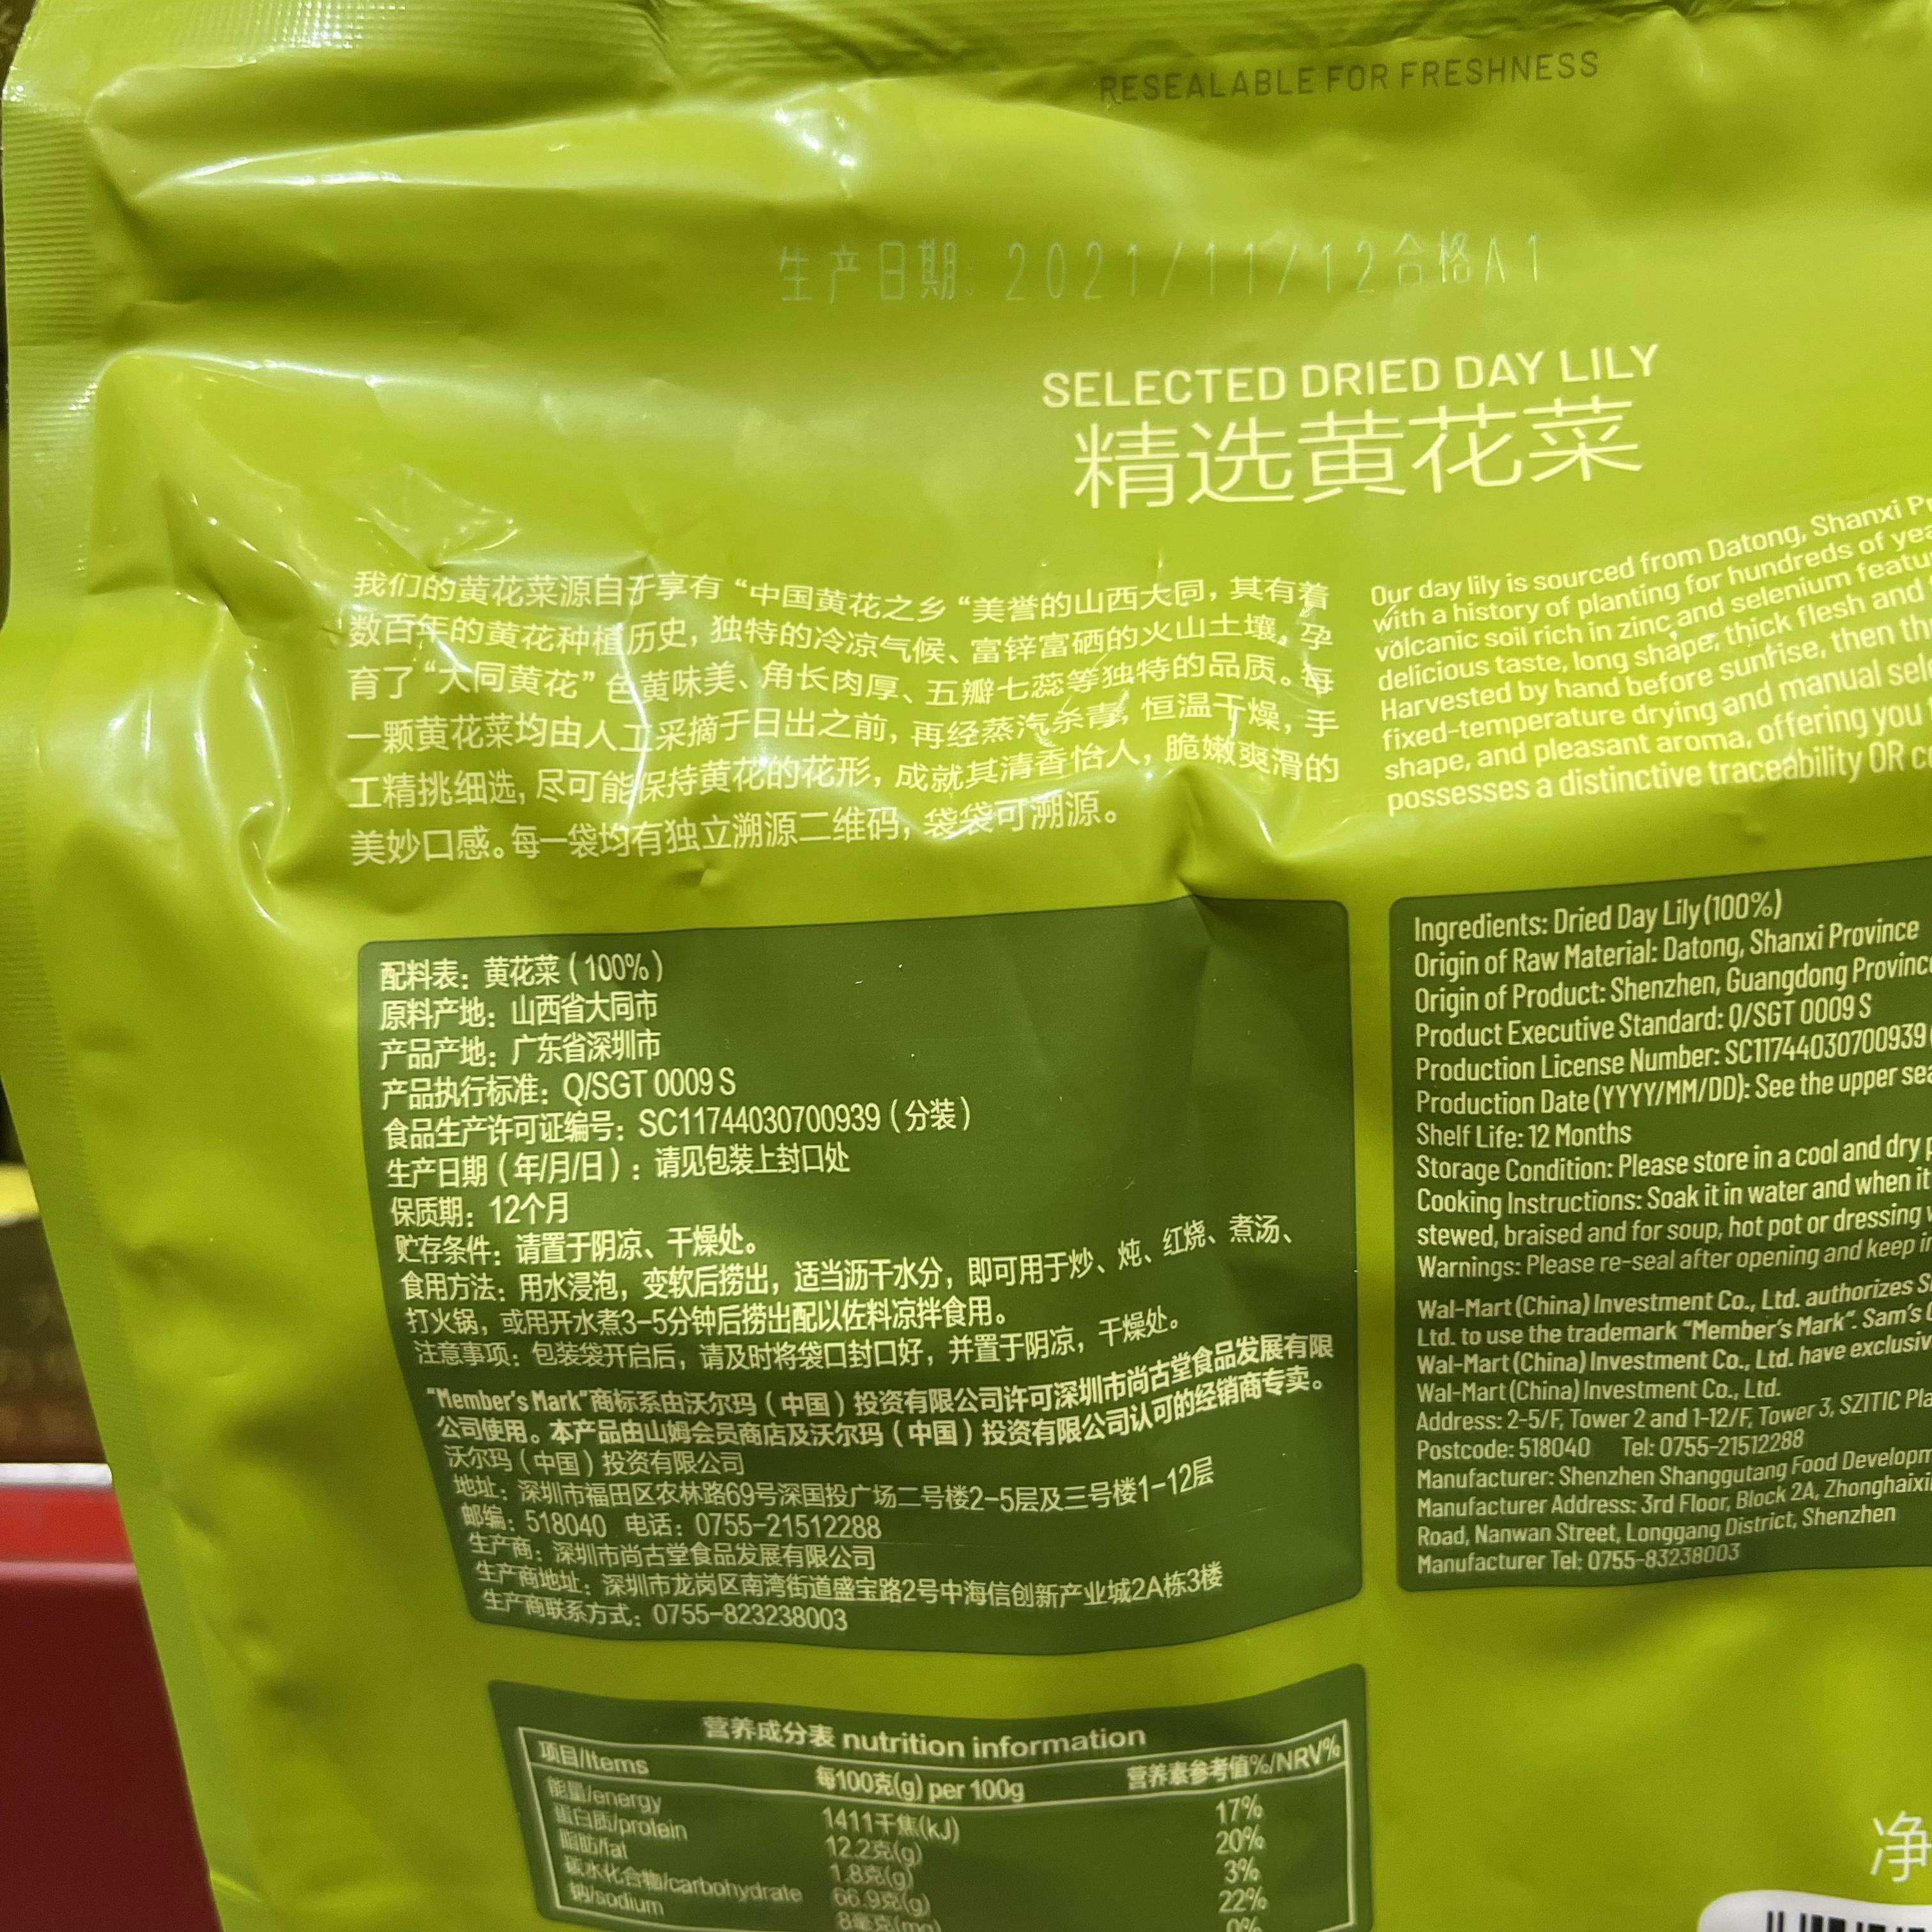 RESEALABLE FOR FRESHNESS
生产日期: 2021/11/12合格A1
SELECTED DRIED DAY LILY
精选黄花菜
我们的黄花菜源自于享有“中国黄花之乡“美誉的山西大同，其有着
数百年的黄花种植历史，独特的冷凉气候、富锌富硒的火山土壤，孕
育了“大同黄花”色黄味美、角长肉厚、五瓣七蕊等独特的品质。每
一颗黄花菜均由人工采摘于日出之前，再经蒸汽杀青，恒温干燥，手
工精挑细选，尽可能保持黄花的花形，成就其清香怡人，脆嫩爽滑的
美妙口感。每一袋均有独立溯源二维码，袋袋可溯源。
Our day lily is sourced from Datong, Shanxi
with a history of planting for hundreds of
volcanic soil rich in zinc and selenium
delicious taste, long shape, thick flesh and
Harvested by hand before sunrise, then
fixed-temperature drying and manual
shape, and pleasant aroma, offering you
possesses a distinctive traceability QR
配料表：黄花菜（100%）
原料产地：山西省大同市
产品产地：广东省深圳市
产品执行标准：Q/SGT 0009 S
食品生产许可证编号：SC11744030700939（分装）
生产日期（年/月/日）：请见包装上封口处
保质期：12个月
贮存条件：请置于阴凉、干燥处。
食用方法：用水浸泡，变软后捞出，适当沥干水分，即可用于炒、炖、红烧、煮汤、
打火锅，或用开水煮3-5分钟后捞出配以佐料凉拌食用。
注意事项：包装袋开启后，请及时将袋口封口好，并置于阴凉，干燥处。
“Member's Mark”商标系由沃尔玛（中国）投资有限公司许可深圳市尚古堂食品发展有限
公司使用。本产品由山姆会员商店及沃尔玛（中国）投资有限公司认可的经销商专卖。
沃尔玛（中国）投资有限公司
地址：深圳市福田区农林路69号深国投广场二号楼2-5层及三号楼1-12层
邮编：518040 电话：0755-21512288
生产商：深圳市尚古堂食品发展有限公司
生产商地址：深圳市龙岗区南湾街道盛宝路2号中海信创新产业城2A栋3楼
生产商联系方式：0755-823238003
Ingredients: Dried Day Lily (100%)
Origin of Raw Material: Datong, Shanxi Province
Origin of Product: Shenzhen, Guangdong Province
Product Executive Standard: Q/SGT 0009 S
Production License Number: SC11744030700939
Production Date (YYYY/MM/DD): See the upper
Shelf Life: 12 Months
Storage Condition: Please store in a cool and dry
Cooking Instructions: Soak it in water and when it
stewed, braised and for soup, hot pot or dressing
Warnings: Please re-seal after opening and keep
Wal-Mart (China) Investment Co., Ltd. authorizes
Ltd. to use the trademark “Member's Mark”. Sam's
Wal-Mart (China) Investment Co., Ltd. have
Wal-Mart (China) Investment Co., Ltd.
Address: 2-5/F, Tower 2 and 1-12/F, Tower 3, SZITIC
Postcode: 518040 Tel: 0755-21512288
Manufacturer: Shenzhen Shanggutang Food
Manufacturer Address: 3rd Floor, Block 2A,
Road, Nanwan Street, Longgang District, Shenzhen
Manufacturer Tel: 0755-83238003
营养成分表 nutrition information
项目/Items 每100克(g) per 100g 营养素参考值%/NRV%
能量/energy 1411千焦(kJ) 17%
蛋白质/protein 12.2克(g) 20%
脂肪/fat 1.8克(g) 3%
碳水化合物/carbohydrate 66.9克(g) 22%
钠/sodium 8毫克(mg) 0%
净